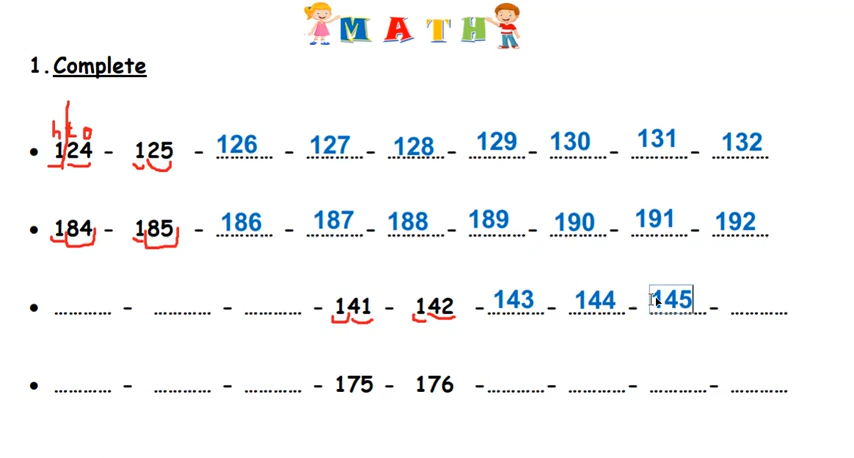 MATH
1. Complete
h t o
• 124 - 125 - 126 - 127 - 128 - 129 - 130 - 131 - 132
• 184 - 185 - 186 - 187 - 188 - 189 - 190 - 191 - 192
• ............ - ............ - ............ - 141 - 142 - 143 - 144 - 145 - ............
• ............ - ............ - ............ - 175 - 176 - ............ - ............ - ............ - ............